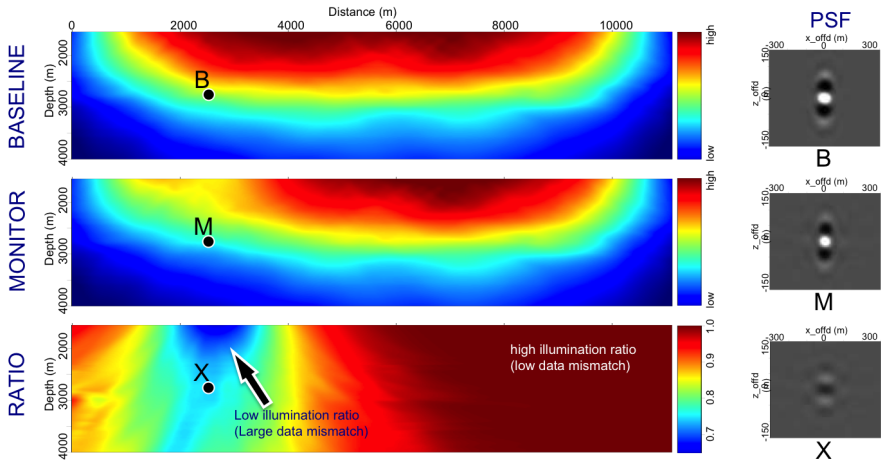 Distance (m)
0 2000 4000 6000 8000 10000
BASELINE
Depth (m)
2000
3000
4000
B
high
low
PSF
x_offd (m)
-300 0 300
z_offd (m)
-150 0 150
B
MONITOR
Depth (m)
2000
3000
4000
M
high
low
x_offd (m)
-300 0 300
z_offd (m)
-150 0 150
M
RATIO
Depth (m)
2000
3000
4000
X
Low illumination ratio
(Large data mismatch)
high illumination ratio
(low data mismatch)
1.0
0.9
0.8
0.7
x_offd (m)
-300 0 300
z_offd (m)
-150 0 150
X